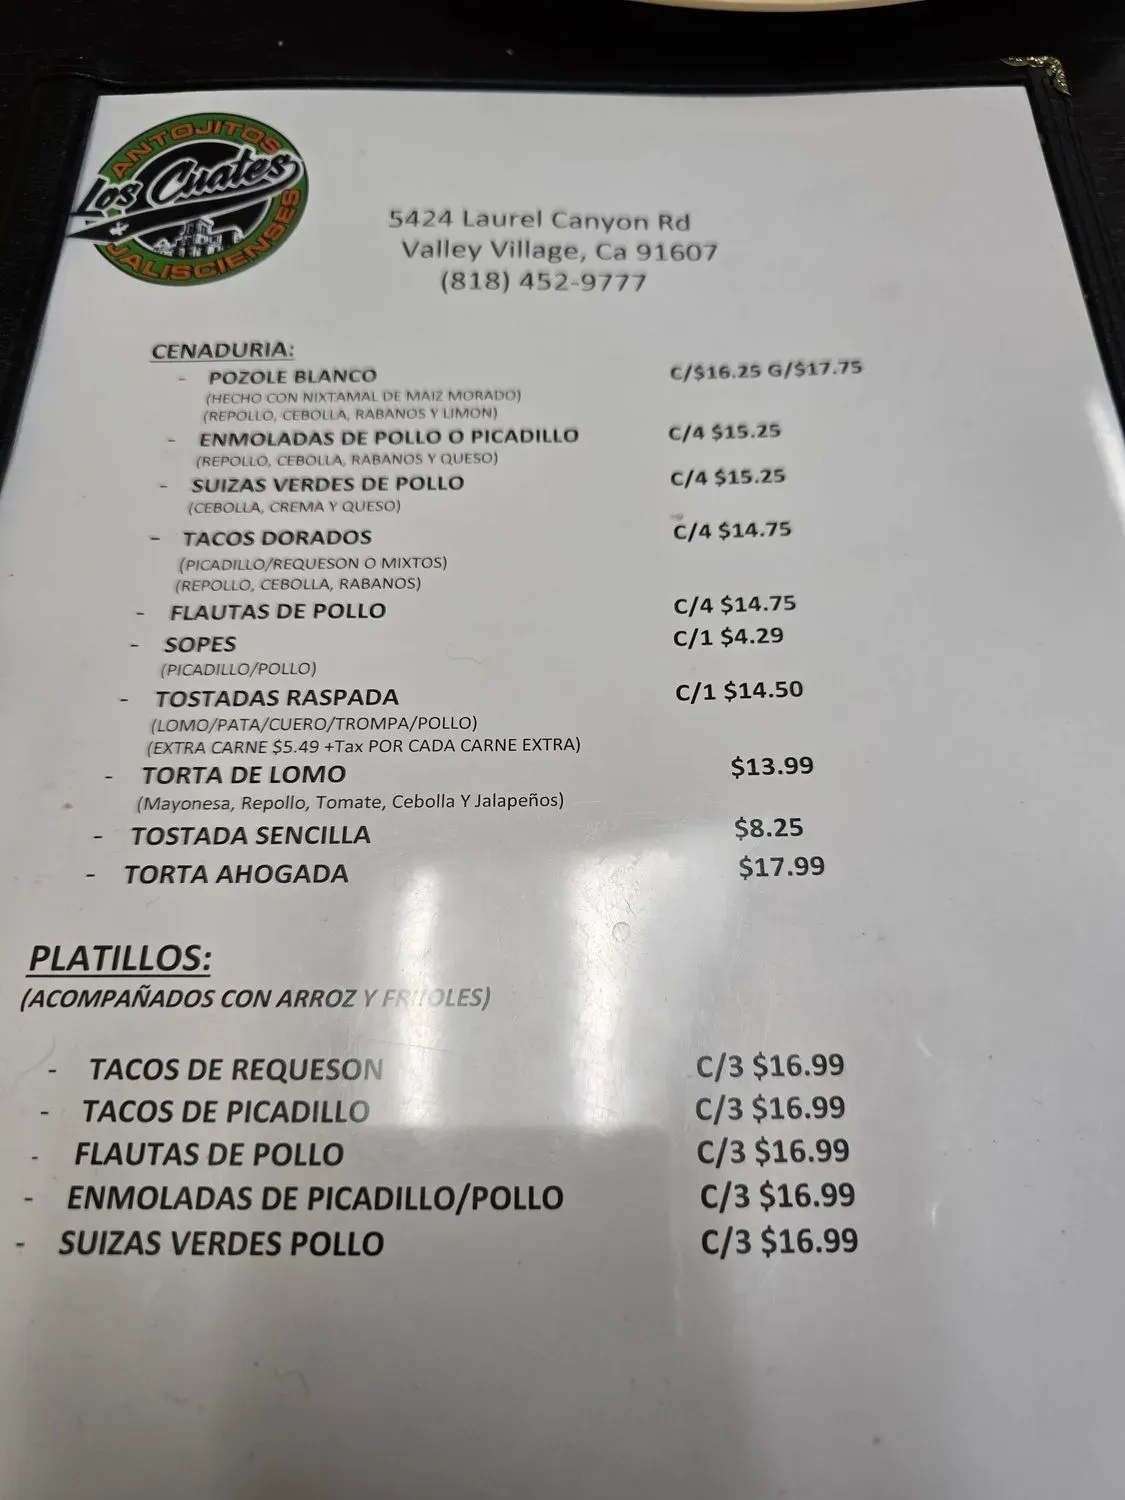 ANTOJITOS
Los Cuates
JALISCIENSES
5424 Laurel Canyon Rd
Valley Village, Ca 91607
(818) 452-9777
CENADURIA:
- POZOLE BLANCO C/$16.25 G/$17.75
(HECHO CON NIXTAMAL DE MAIZ MORADO)
(REPOLLO, CEBOLLA, RABANOS Y LIMON)
- ENMOLADAS DE POLLO O PICADILLO C/4 $15.25
(REPOLLO, CEBOLLA, RABANOS Y QUESO)
- SUIZAS VERDES DE POLLO C/4 $15.25
(CEBOLLA, CREMA Y QUESO)
- TACOS DORADOS C/4 $14.75
(PICADILLO/REQUESON O MIXTOS)
(REPOLLO, CEBOLLA, RABANOS)
- FLAUTAS DE POLLO C/4 $14.75
- SOPES C/1 $4.29
(PICADILLO/POLLO)
- TOSTADAS RASPADA C/1 $14.50
(LOMO/PATA/CUERO/TROMPA/POLLO)
(EXTRA CARNE $5.49 +Tax POR CADA CARNE EXTRA)
- TORTA DE LOMO $13.99
(Mayonesa, Repollo, Tomate, Cebolla Y Jalapeños)
- TOSTADA SENCILLA $8.25
- TORTA AHOGADA $17.99
PLATILLOS:
(ACOMPAÑADOS CON ARROZ Y FRIJOLES)
- TACOS DE REQUESON C/3 $16.99
- TACOS DE PICADILLO C/3 $16.99
- FLAUTAS DE POLLO C/3 $16.99
- ENMOLADAS DE PICADILLO/POLLO C/3 $16.99
- SUIZAS VERDES POLLO C/3 $16.99